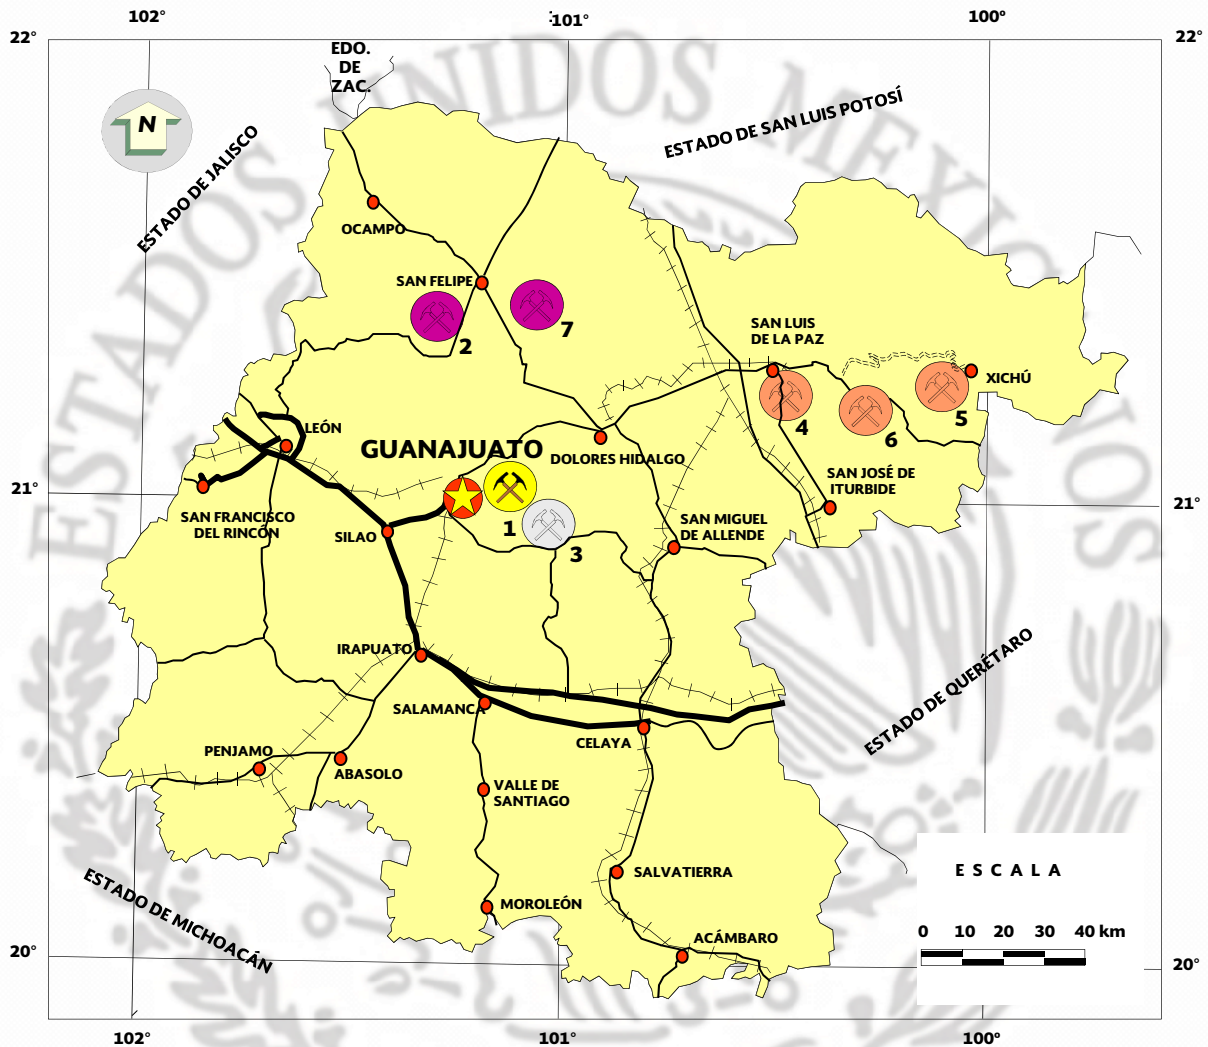 102°
101°
100°
22°
22°
EDO.
DE
ZAC.
ESTADOS UNIDOS MEXICANOS
N
ESTADO DE JALISCO
ESTADO DE SAN LUIS POTOSÍ
OCAMPO
SAN FELIPE
2
7
SAN LUIS
DE LA PAZ
XICHÚ
4
6
5
LEÓN
GUANAJUATO
DOLORES HIDALGO
SAN JOSÉ DE
ITURBIDE
21°
21°
SAN FRANCISCO
DEL RINCÓN
SILAO
1
3
SAN MIGUEL
DE ALLENDE
IRAPUATO
ESTADO DE QUERÉTARO
SALAMANCA
CELAYA
PENJAMO
ABASOLO
VALLE DE
SANTIAGO
SALVATIERRA
MOROLEÓN
ACÁMBARO
ESTADO DE MICHOACÁN
ESCALA
0 10 20 30 40 km
20°
20°
102°
101°
100°